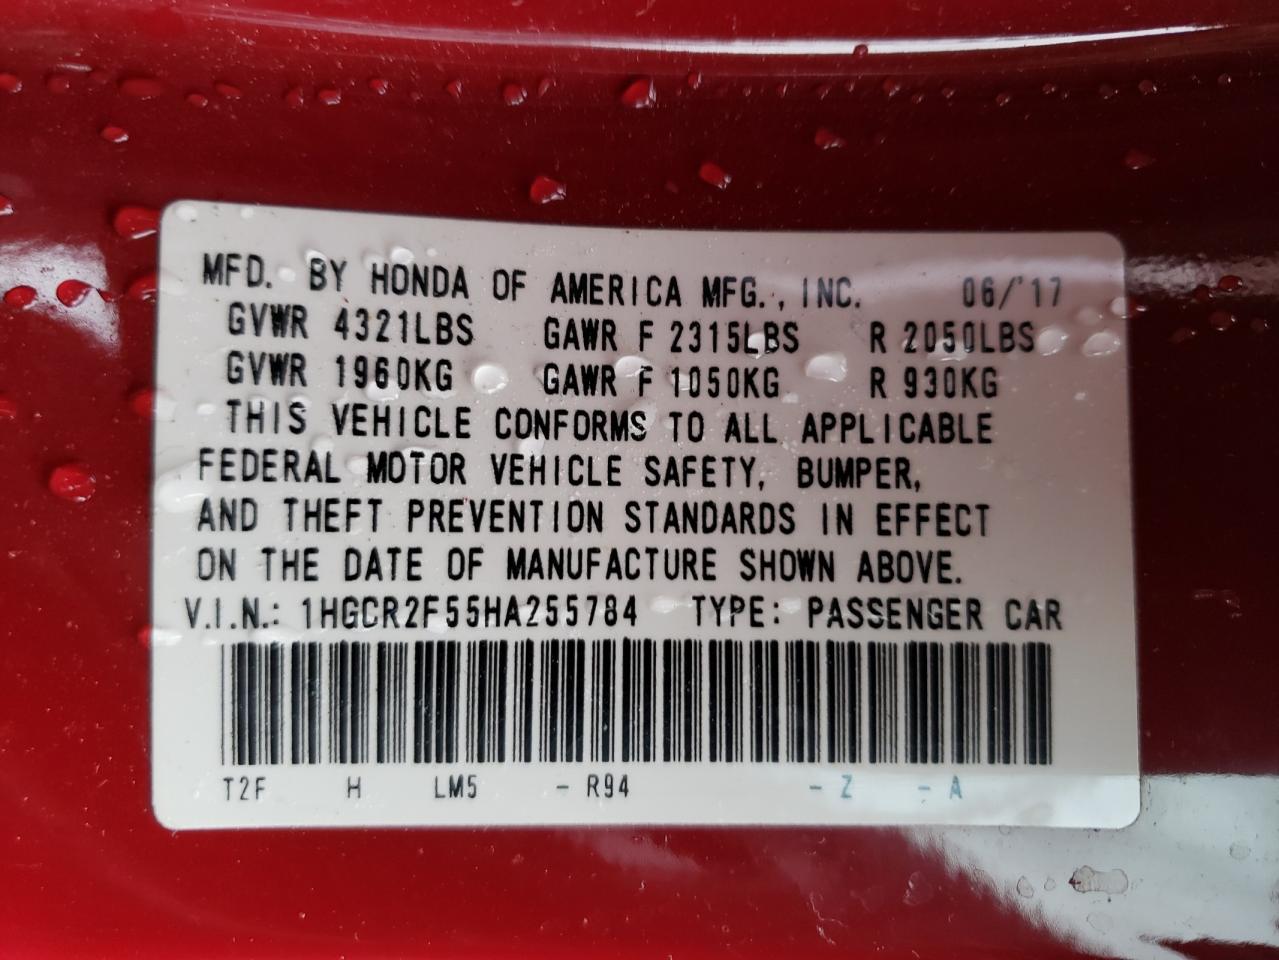 MFD. BY HONDA OF AMERICA MFG., INC. 06/'17
GVWR 4321LBS GAWR F 2315LBS R 2050LBS
GVWR 1960KG GAWR F 1050KG R 930KG
THIS VEHICLE CONFORMS TO ALL APPLICABLE
FEDERAL MOTOR VEHICLE SAFETY, BUMPER,
AND THEFT PREVENTION STANDARDS IN EFFECT
ON THE DATE OF MANUFACTURE SHOWN ABOVE.
V.I.N.: 1HGCR2F55HA255784 TYPE: PASSENGER CAR
T2F H LM5 - R94 - Z - A